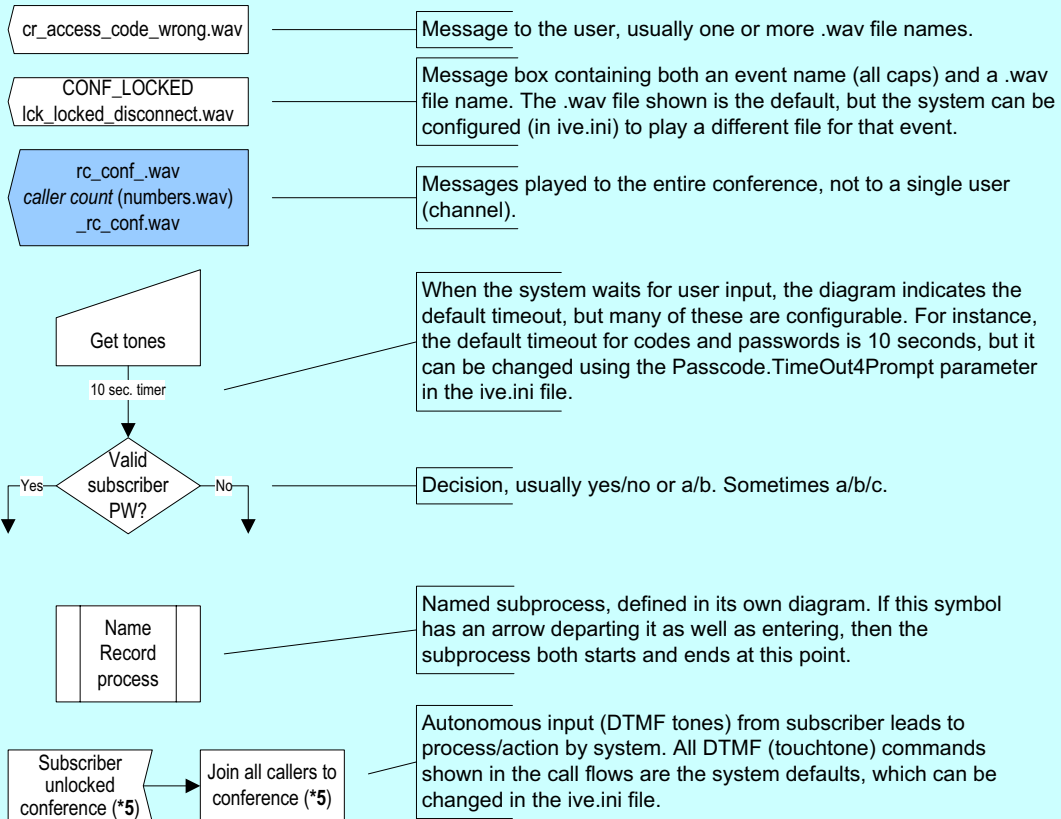 cr_access_code_wrong.wav
Message to the user, usually one or more .wav file names.
CONF_LOCKED
lck_locked_disconnect.wav
Message box containing both an event name (all caps) and a .wav
file name. The .wav file shown is the default, but the system can be
configured (in ive.ini) to play a different file for that event.
rc_conf_.wav
caller count (numbers.wav)
_rc_conf.wav
Messages played to the entire conference, not to a single user
(channel).
Get tones
10 sec. timer
When the system waits for user input, the diagram indicates the
default timeout, but many of these are configurable. For instance,
the default timeout for codes and passwords is 10 seconds, but it
can be changed using the Passcode.TimeOut4Prompt parameter
in the ive.ini file.
Valid
subscriber
PW?
Yes
No
Decision, usually yes/no or a/b. Sometimes a/b/c.
Name
Record
process
Named subprocess, defined in its own diagram. If this symbol
has an arrow departing it as well as entering, then the
subprocess both starts and ends at this point.
Subscriber
unlocked
conference (*5)
Join all callers to
conference (*5)
Autonomous input (DTMF tones) from subscriber leads to
process/action by system. All DTMF (touchtone) commands
shown in the call flows are the system defaults, which can be
changed in the ive.ini file.